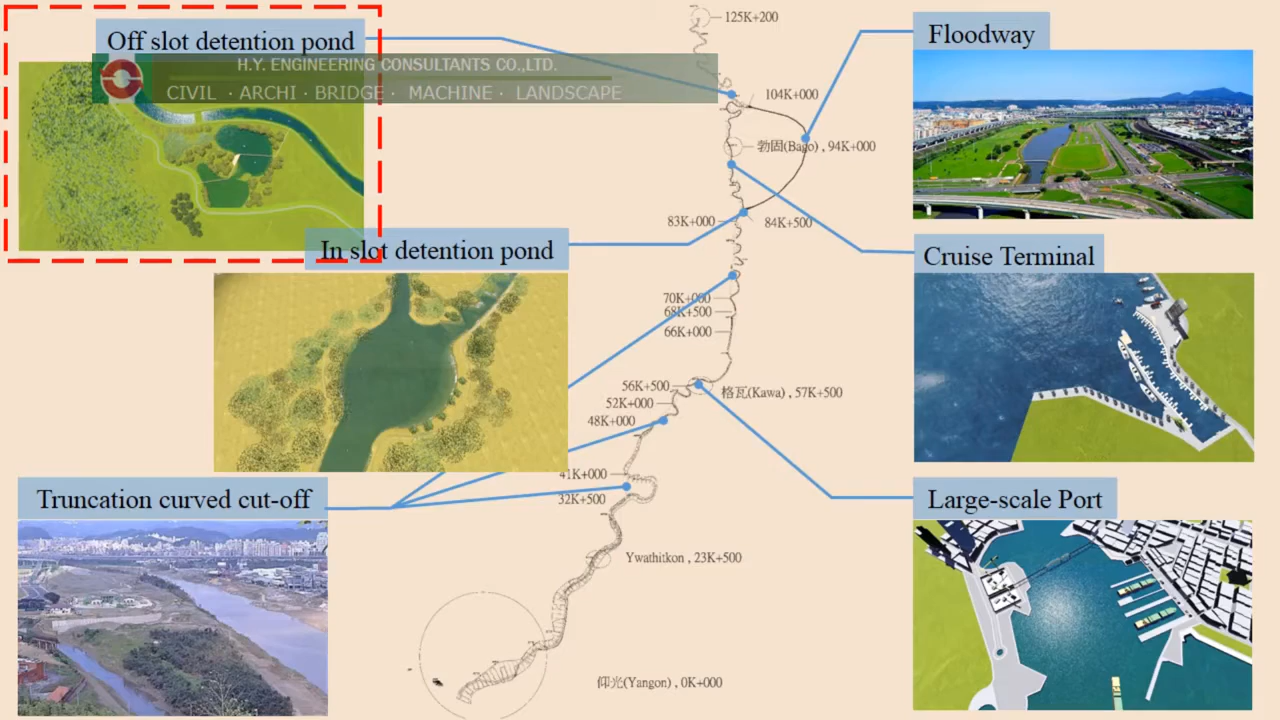 Off slot detention pond
H.Y. ENGINEERING CONSULTANTS CO.,LTD.
CIVIL · ARCHI · BRIDGE · MACHINE · LANDSCAPE
125K+200
Floodway
104K+000
勃固(Bago) , 94K+000
83K+000
84K+500
In slot detention pond
Cruise Terminal
70K+000
68K+500
66K+000
56K+500
格瓦(Kawa) , 57K+500
52K+000
48K+000
41K+000
32K+500
Truncation curved cut-off
Large-scale Port
Ywathitkon , 23K+500
仰光(Yangon) , 0K+000